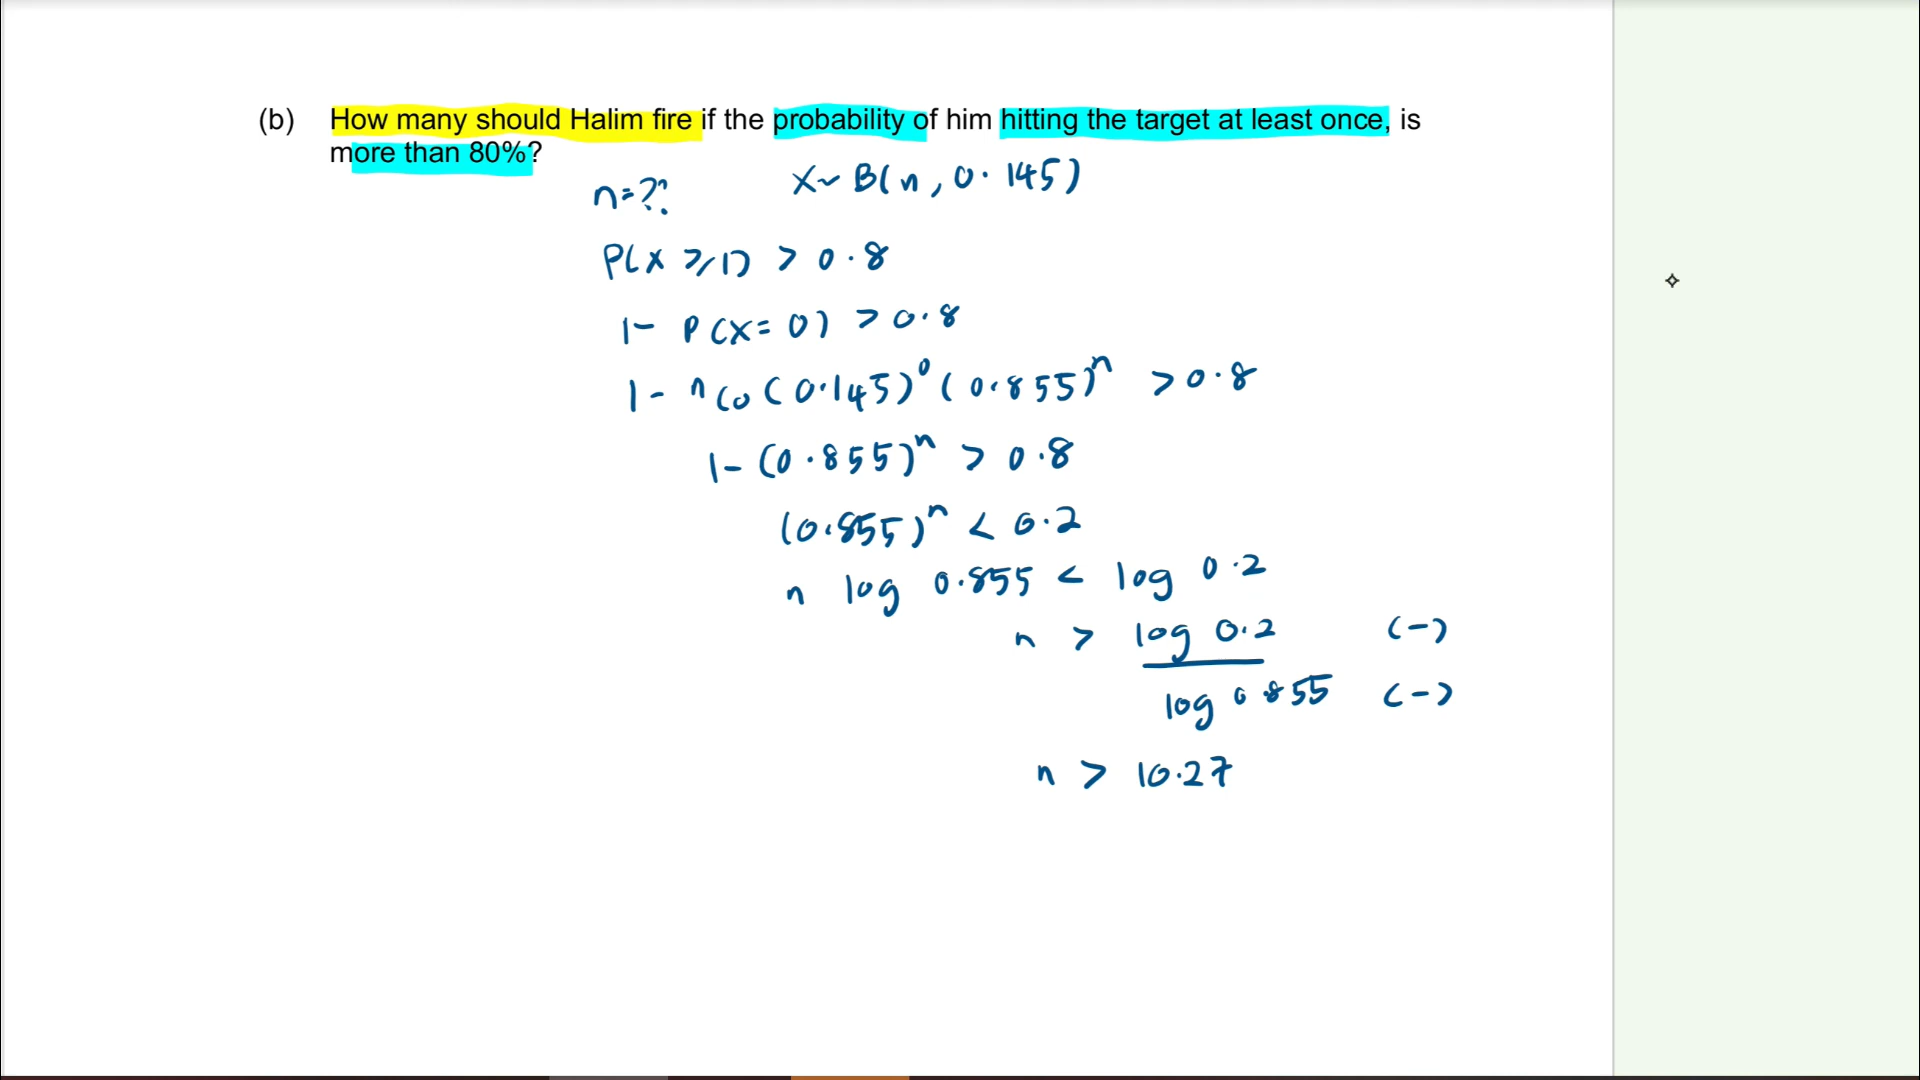 (b) How many should Halim fire if the probability of him hitting the target at least once, is
more than 80%?
n=?? X~B(n, 0.145)
P(X ≥ 1) > 0.8
1- P(X=0) > 0.8
1- ⁿC₀ (0.145)⁰ (0.855)ⁿ > 0.8
1- (0.855)ⁿ > 0.8
(0.855)ⁿ < 0.2
n log 0.855 < log 0.2
n > log 0.2 (-)
log 0.855 (-)
n > 10.27